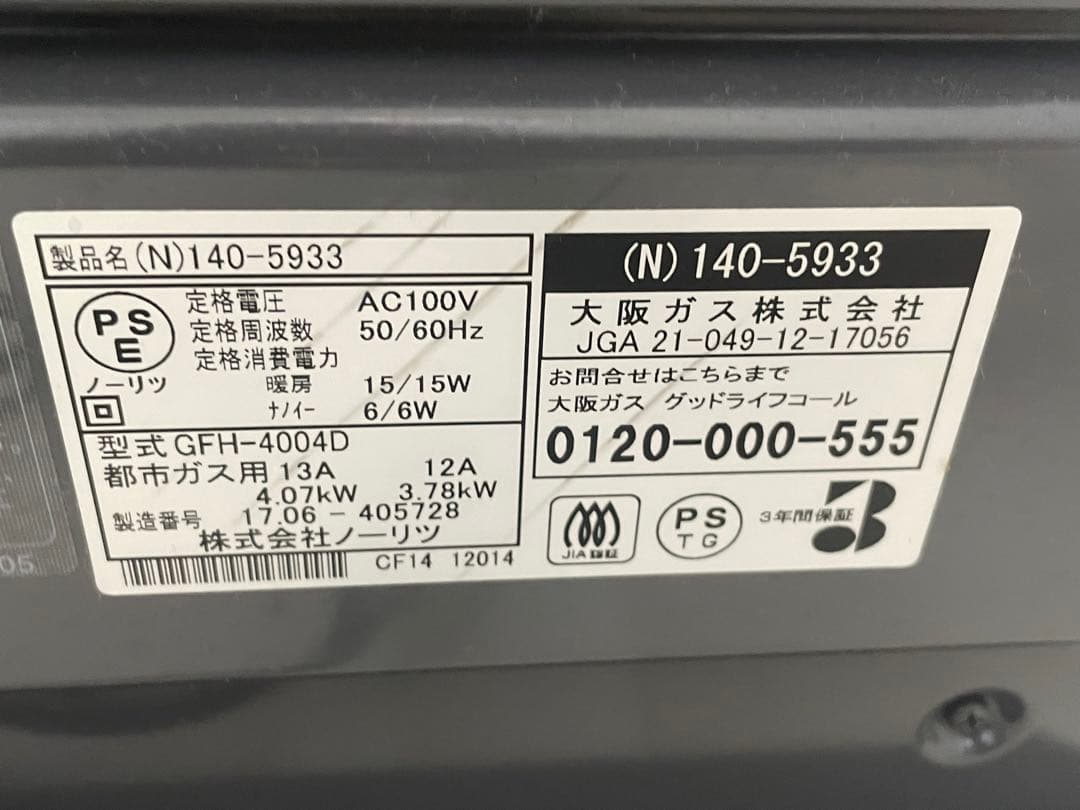 製品名 (N)140-5933
PS
E
定格電圧 AC100V
定格周波数 50/60Hz
定格消費電力
ノーリツ 暖房 15/15W
ナノイー 6/6W
型式 GFH-4004D
都市ガス用 13A 12A
4.07kW 3.78kW
製造番号 17.06 - 405728
株式会社ノーリツ
CF14 12014
(N) 140-5933
大阪ガス株式会社
JGA 21-049-12-17056
お問合せはこちらまで
大阪ガス グッドライフコール
0120-000-555
JIA認証
PS
TG
3年間保証
05